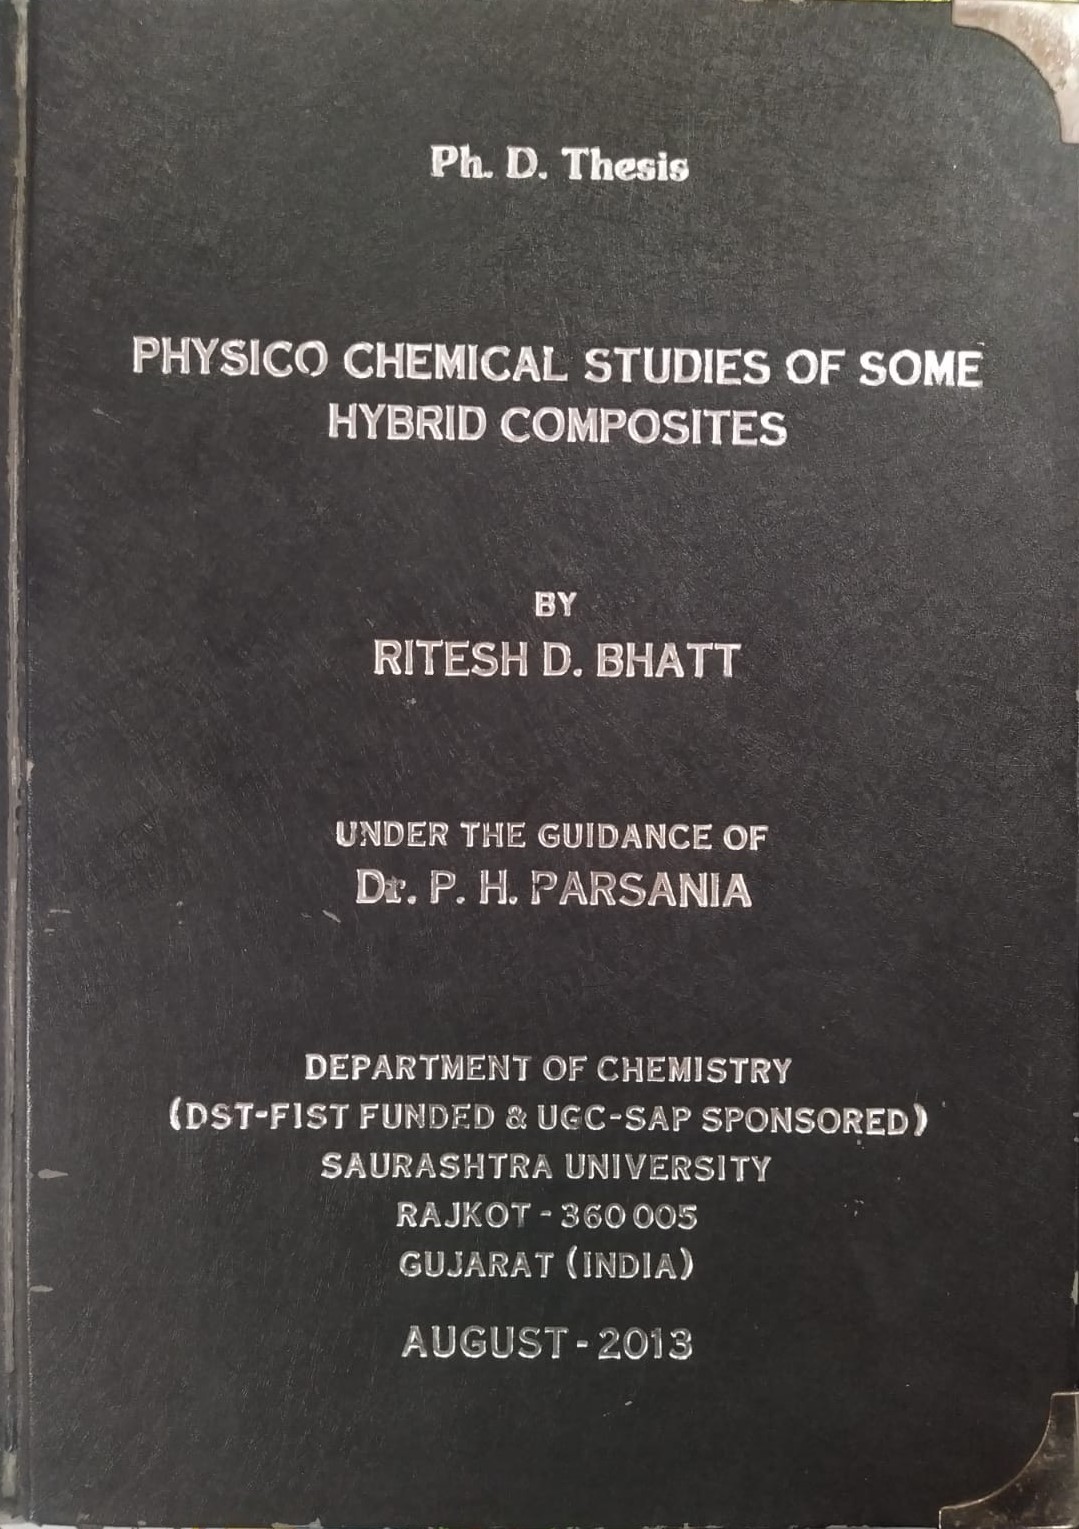 Ph. D. Thesis
PHYSICO CHEMICAL STUDIES OF SOME
HYBRID COMPOSITES
BY
RITESH D. BHATT
UNDER THE GUIDANCE OF
Dr. P. H. PARSANIA
DEPARTMENT OF CHEMISTRY
(DST-FIST FUNDED & UGC-SAP SPONSORED)
SAURASHTRA UNIVERSITY
RAJKOT - 360 005
GUJARAT (INDIA)
AUGUST - 2013